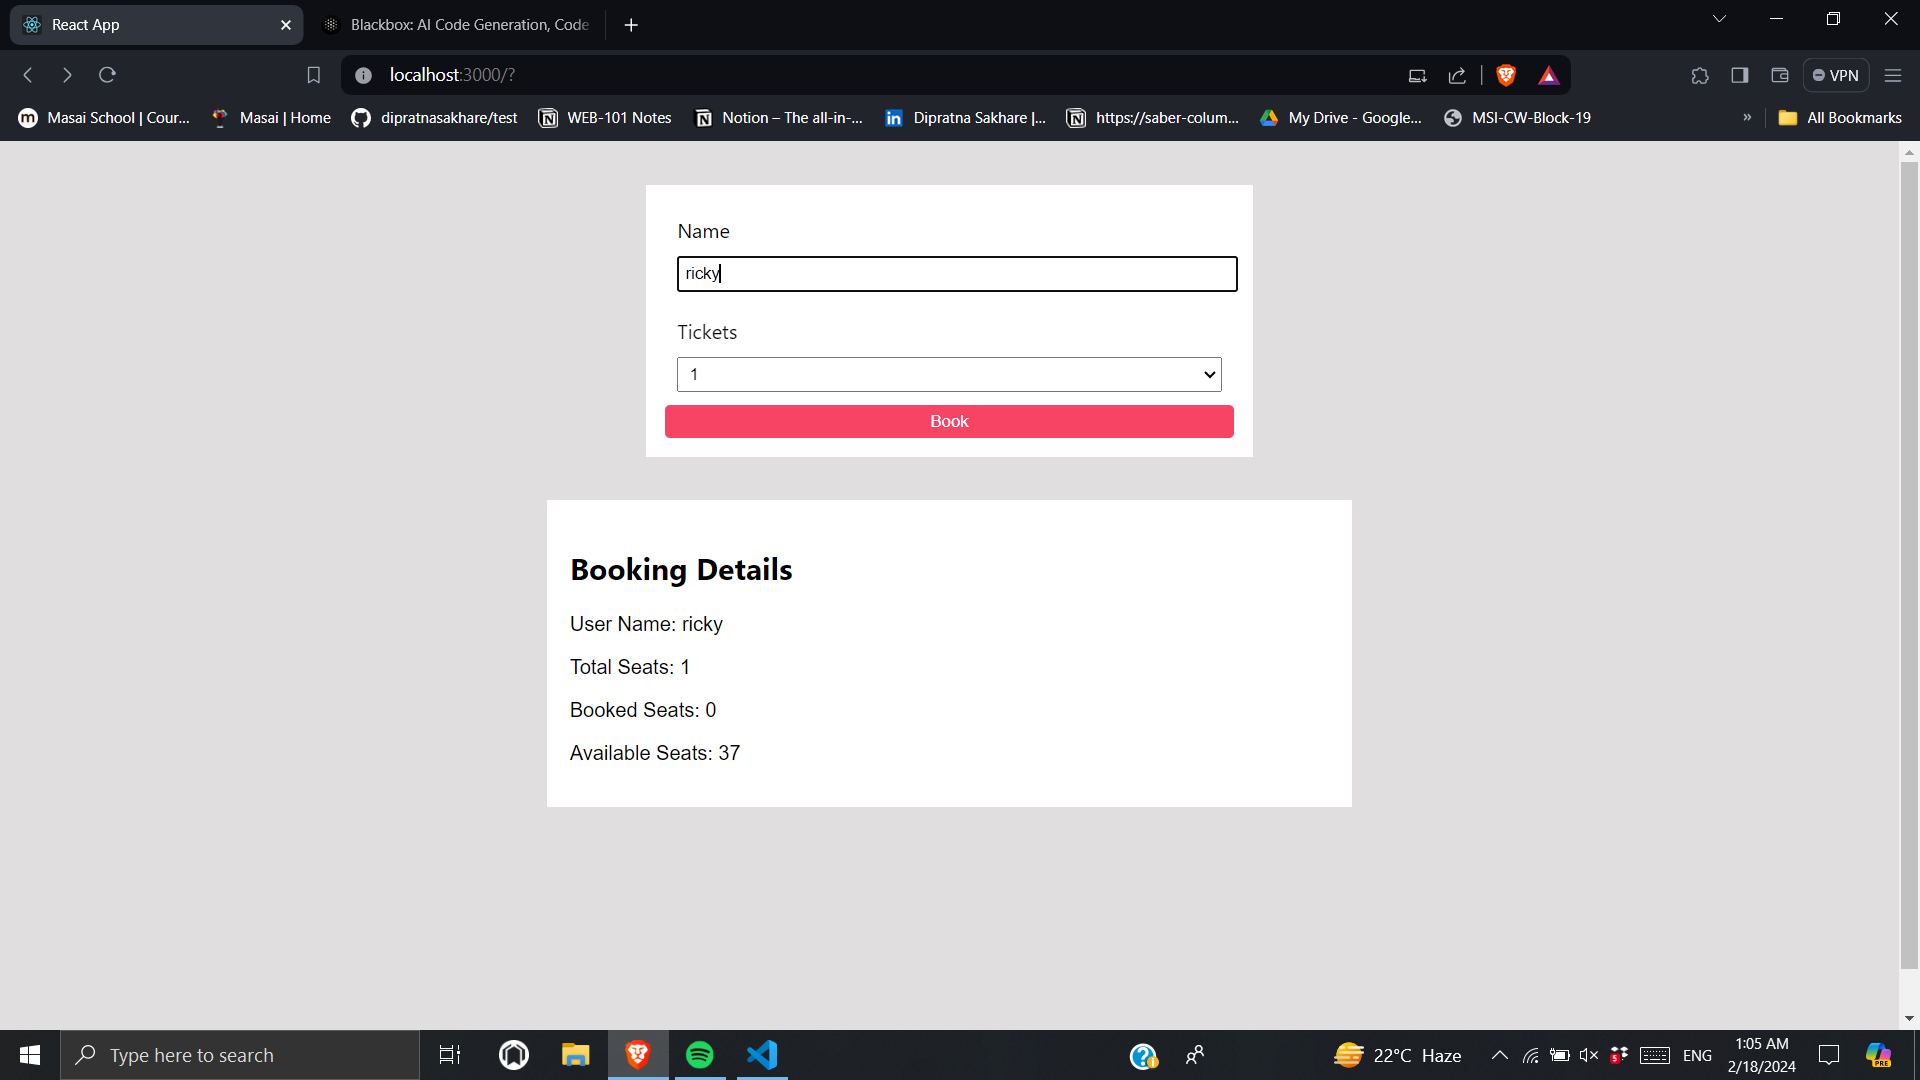 React App
Blackbox: AI Code Generation, Code
localhost:3000/?
VPN
m Masai School | Cour...
Masai | Home
dipratnasakhare/test
WEB-101 Notes
Notion – The all-in-...
in Dipratna Sakhare |...
https://saber-colum...
My Drive - Google...
MSI-CW-Block-19
»
All Bookmarks
Name
ricky
Tickets
1
Book
Booking Details
User Name: ricky
Total Seats: 1
Booked Seats: 0
Available Seats: 37
Type here to search
22°C Haze
5
ENG
1:05 AM
2/18/2024
PRE